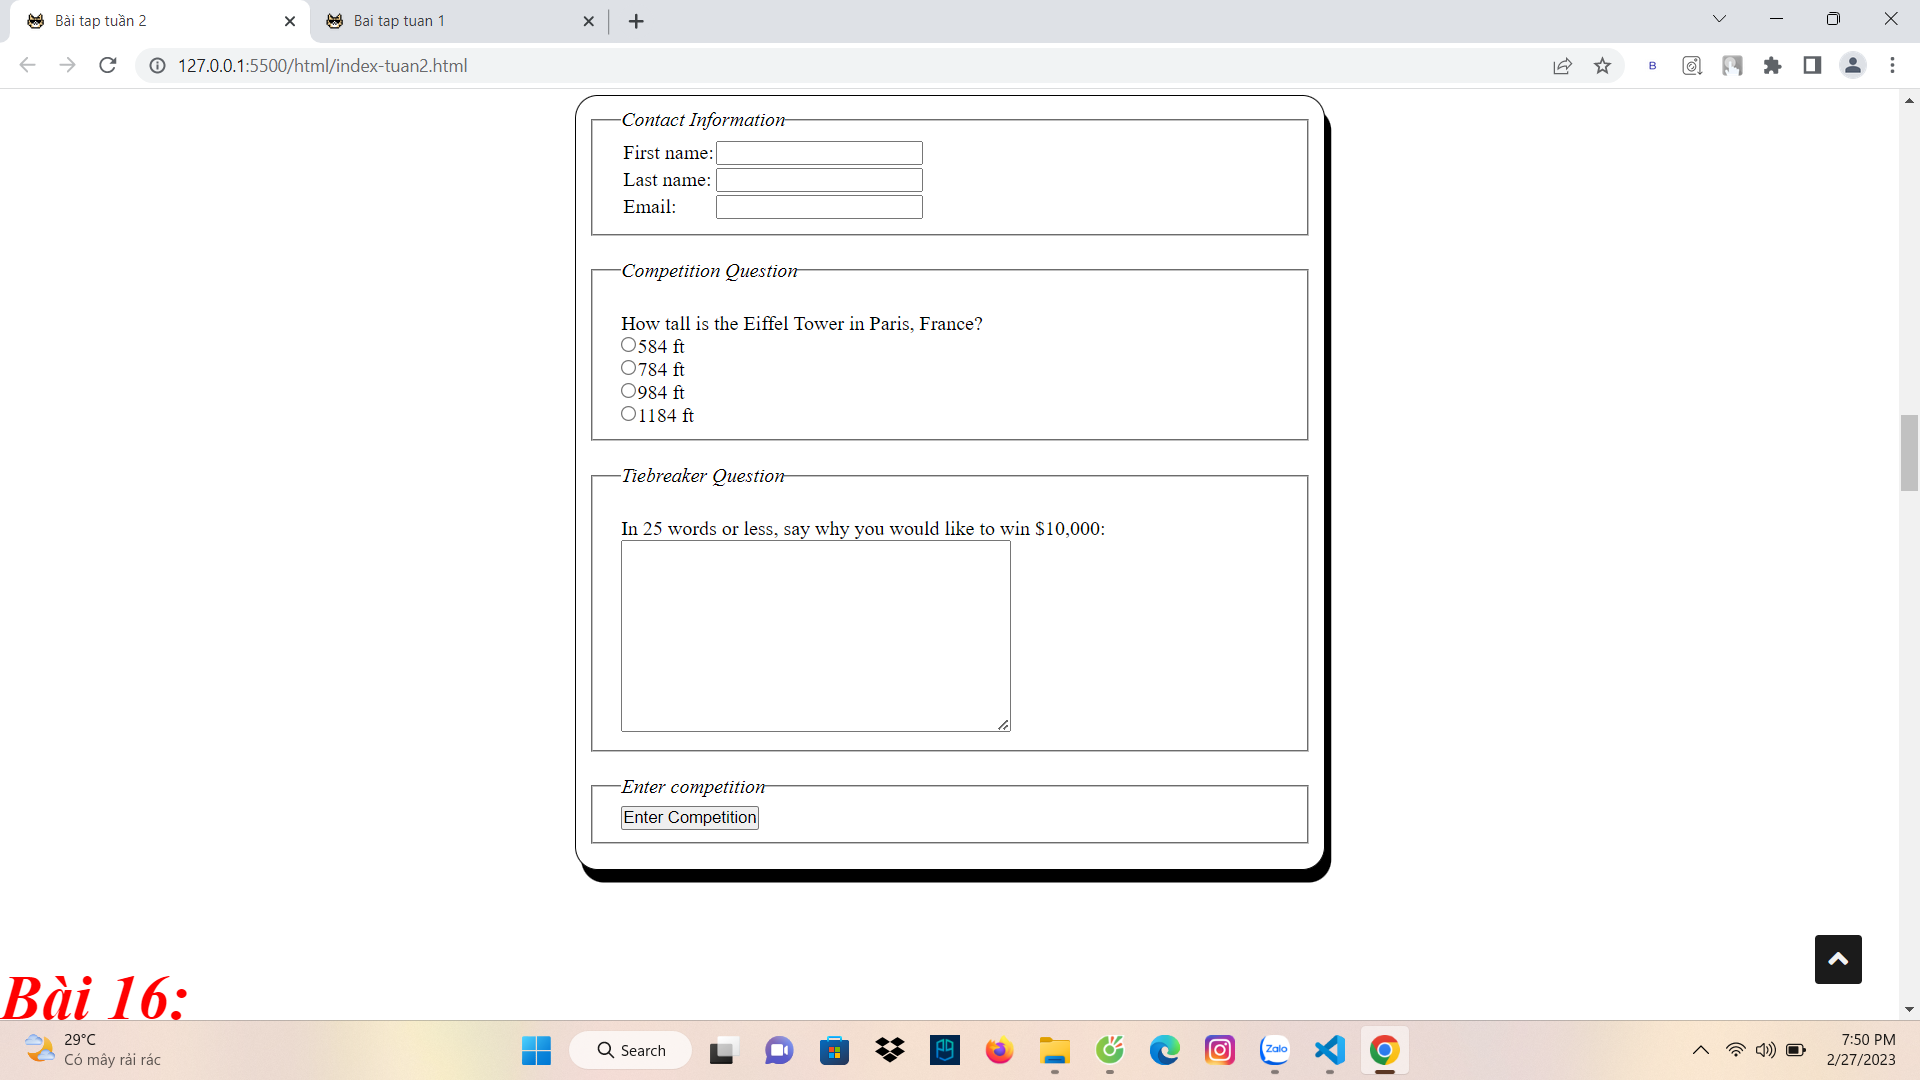 Bài tap tuần 2
Bai tap tuan 1
127.0.0.1:5500/html/index-tuan2.html
B
Contact Information
First name:
Last name:
Email:
Competition Question
How tall is the Eiffel Tower in Paris, France?
584 ft
784 ft
984 ft
1184 ft
Tiebreaker Question
In 25 words or less, say why you would like to win $10,000:
Enter competition
Enter Competition
Bài 16:
29°C
Có mây rải rác
Search
Zalo
7:50 PM
2/27/2023